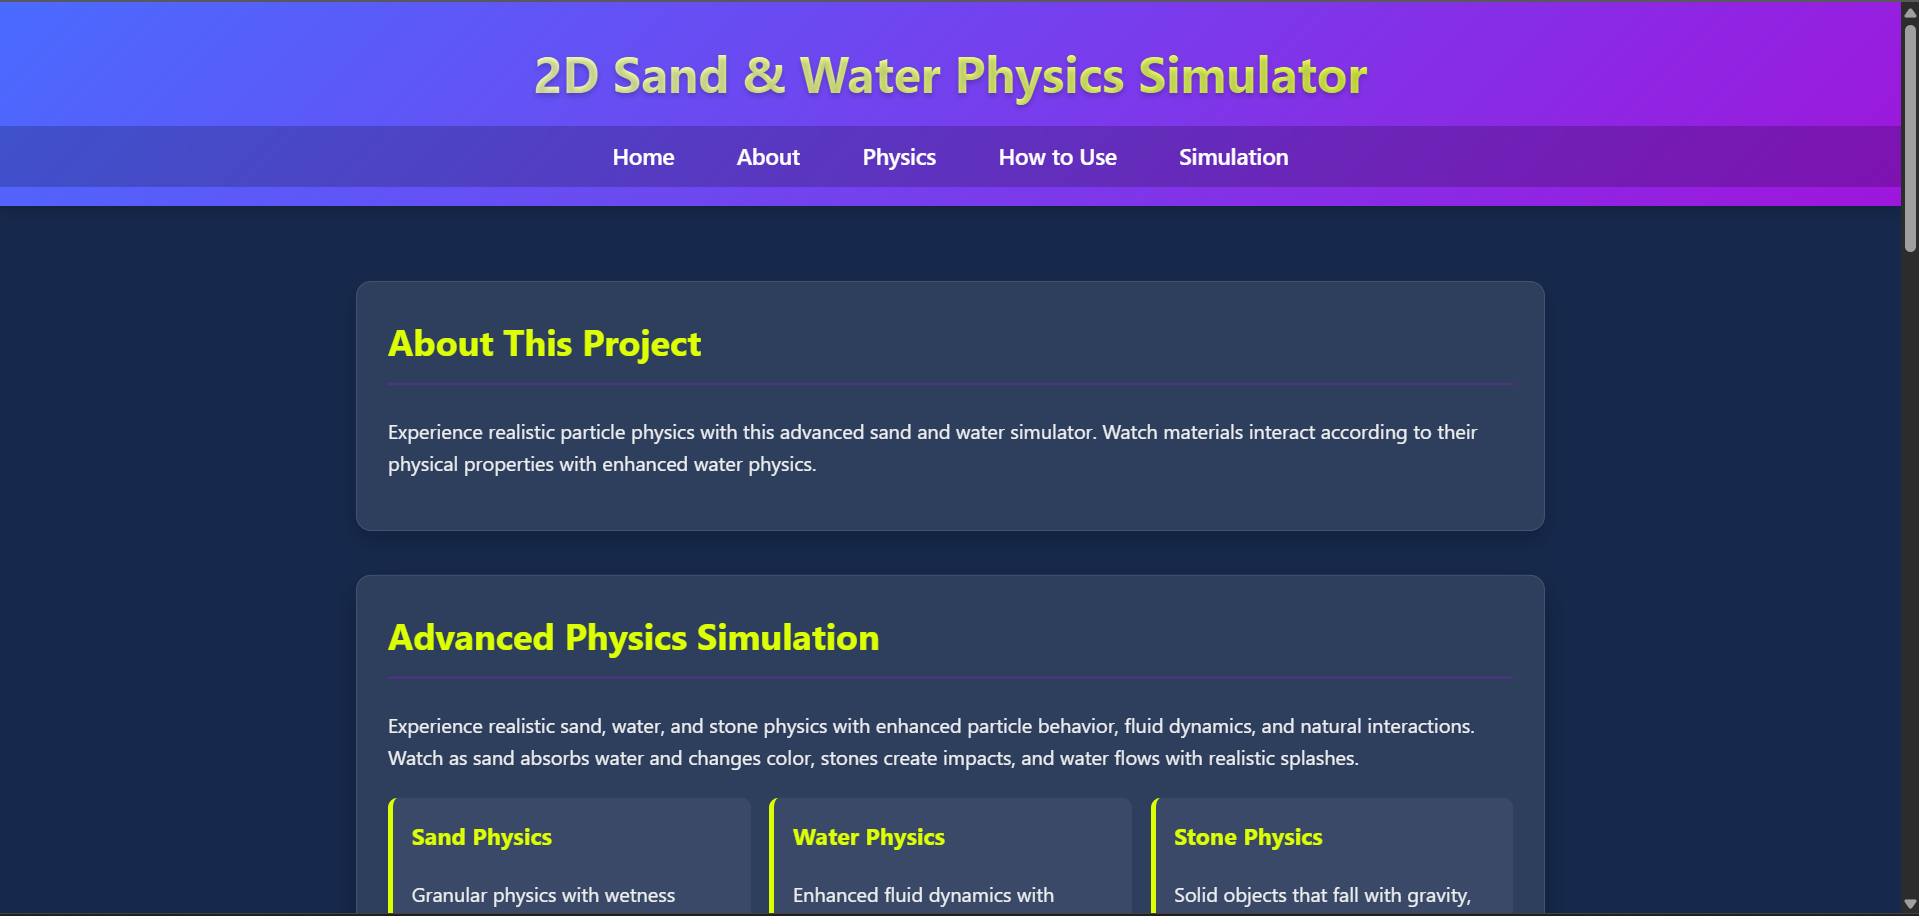 2D Sand & Water Physics Simulator
Home About Physics How to Use Simulation
About This Project
Experience realistic particle physics with this advanced sand and water simulator. Watch materials interact according to their
physical properties with enhanced water physics.
Advanced Physics Simulation
Experience realistic sand, water, and stone physics with enhanced particle behavior, fluid dynamics, and natural interactions.
Watch as sand absorbs water and changes color, stones create impacts, and water flows with realistic splashes.
Sand Physics
Granular physics with wetness
Water Physics
Enhanced fluid dynamics with
Stone Physics
Solid objects that fall with gravity,